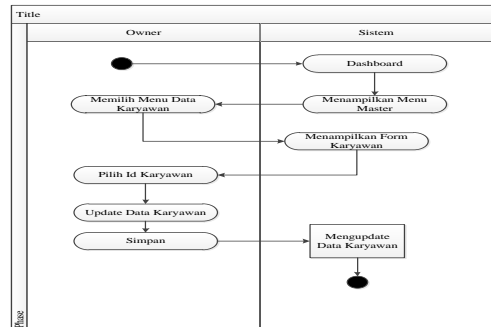 Title
Owner
Sistem
Dashboard
Memilih Menu Data
Karyawan
Menampilkan Menu
Master
Menampilkan Form
Karyawan
Pilih Id Karyawan
Update Data Karyawan
Simpan
Mengupdate
Data Karyawan
Phase